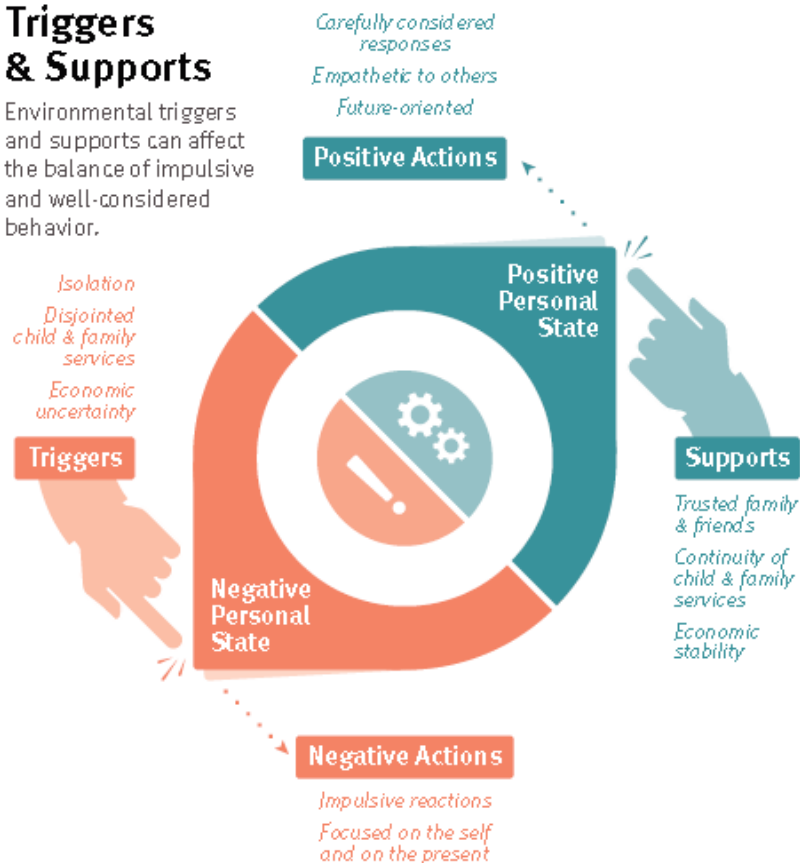 Triggers
& Supports
Environmental triggers
and supports can affect
the balance of impulsive
and well-considered
behavior.
Carefully considered
responses
Empathetic to others
Future-oriented
Positive Actions
Positive
Personal
State
Isolation
Disjointed
child & family
services
Economic
uncertainty
Triggers
Supports
Trusted family
& friends
Continuity of
child & family
services
Economic
stability
Negative
Personal
State
Negative Actions
Impulsive reactions
Focused on the self
and on the present